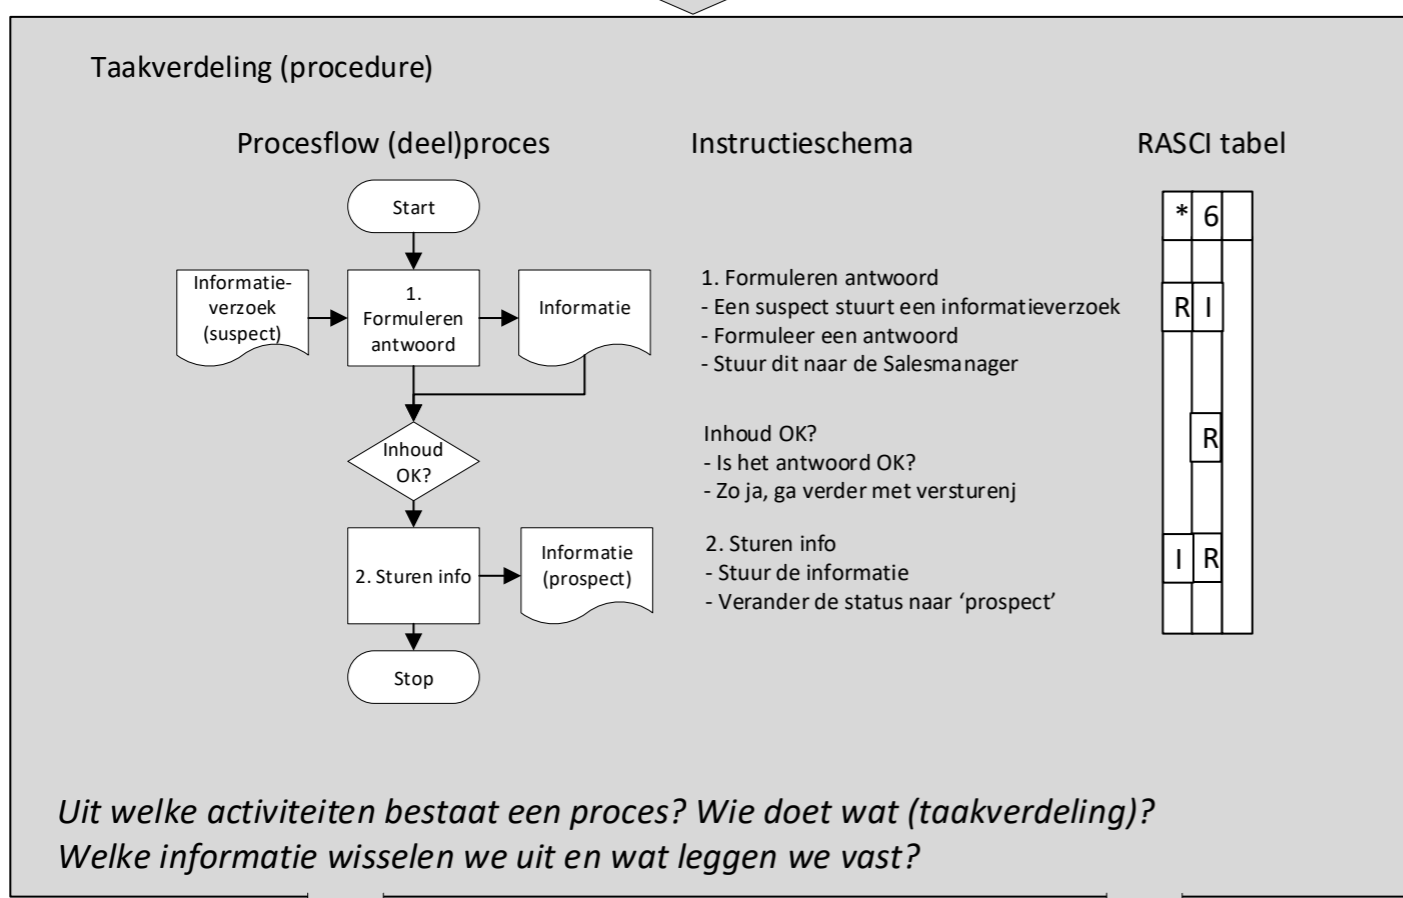 Taakverdeling (procedure)
Procesflow (deel)proces
Instructieschema
RASCI tabel
Start
* 6
Informatie-
verzoek
(suspect)
1.
Formuleren
antwoord
Informatie
1. Formuleren antwoord
- Een suspect stuurt een informatieverzoek
- Formuleer een antwoord
- Stuur dit naar de Salesmanager
R I
Inhoud
OK?
Inhoud OK?
- Is het antwoord OK?
- Zo ja, ga verder met versturenj
R
2. Sturen info
Informatie
(prospect)
2. Sturen info
- Stuur de informatie
- Verander de status naar ‘prospect’
I R
Stop
Uit welke activiteiten bestaat een proces? Wie doet wat (taakverdeling)?
Welke informatie wisselen we uit en wat leggen we vast?